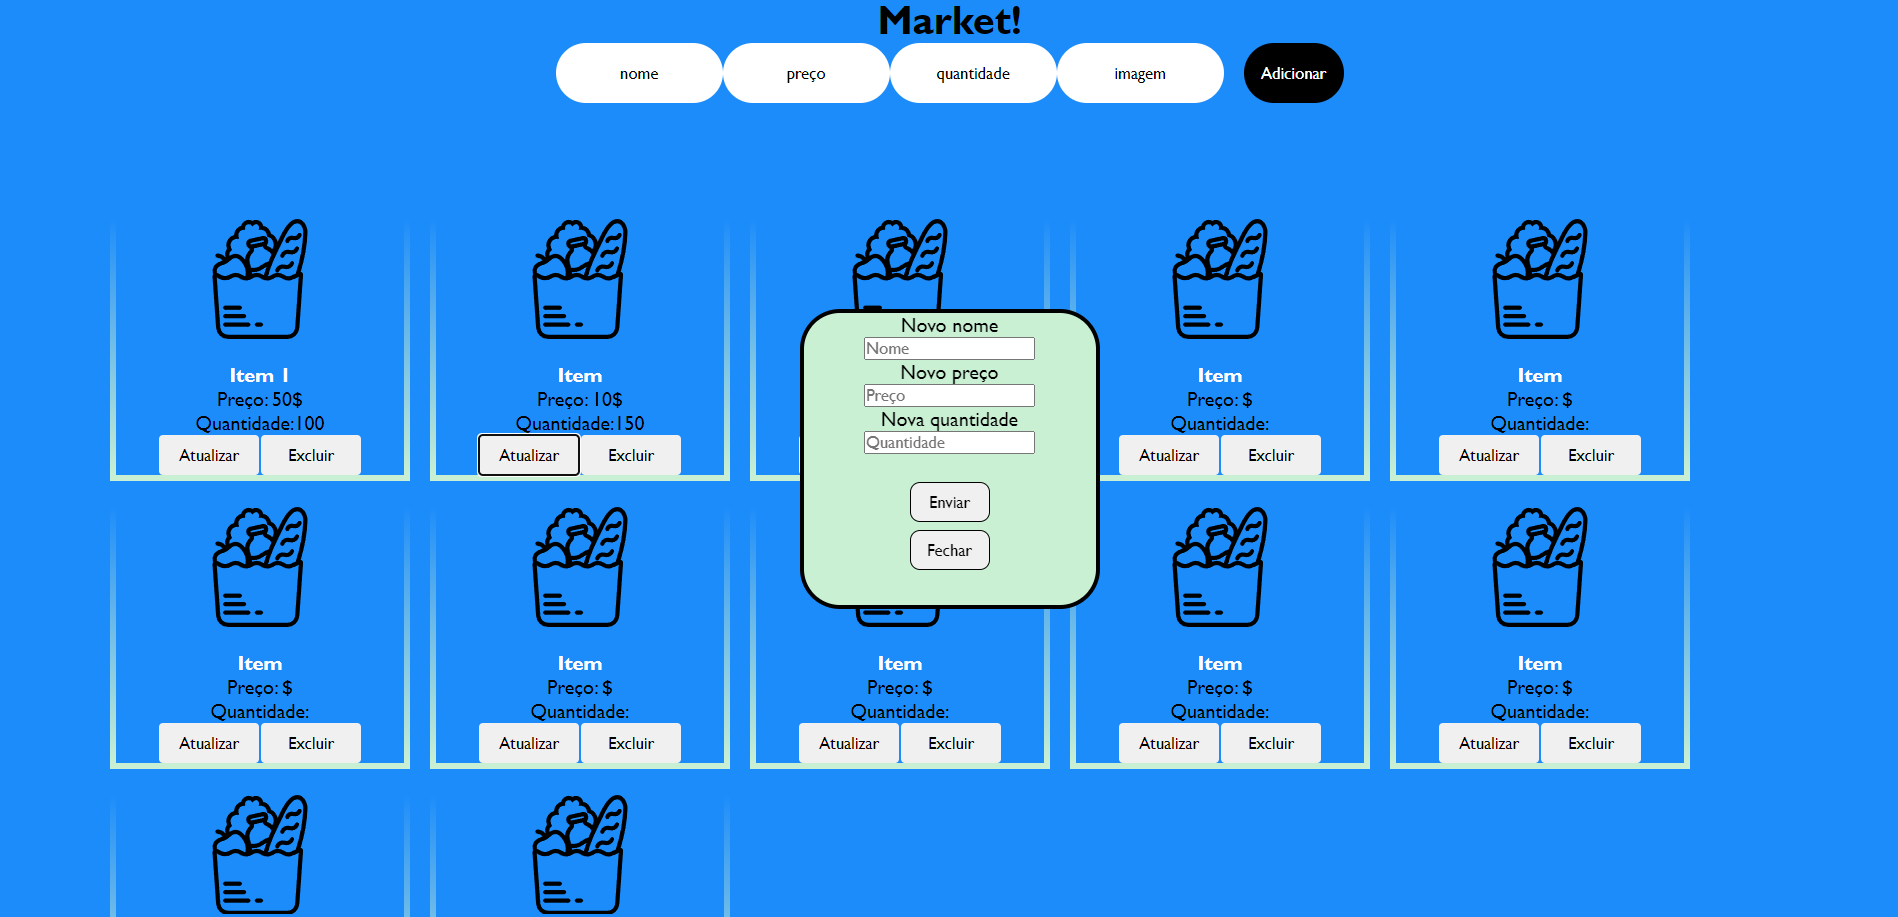 Market!
nome preço quantidade imagem Adicionar
Item 1
Preço: 50$
Quantidade:100
Atualizar Excluir
Item
Preço: 10$
Quantidade:150
Atualizar Excluir
Novo nome
Nome
Novo preço
Preço
Nova quantidade
Quantidade
Enviar
Fechar
Item
Preço: $
Quantidade:
Atualizar Excluir
Item
Preço: $
Quantidade:
Atualizar Excluir
Item
Preço: $
Quantidade:
Atualizar Excluir
Item
Preço: $
Quantidade:
Atualizar Excluir
Item
Preço: $
Quantidade:
Atualizar Excluir
Item
Preço: $
Quantidade:
Atualizar Excluir
Item
Preço: $
Quantidade:
Atualizar Excluir